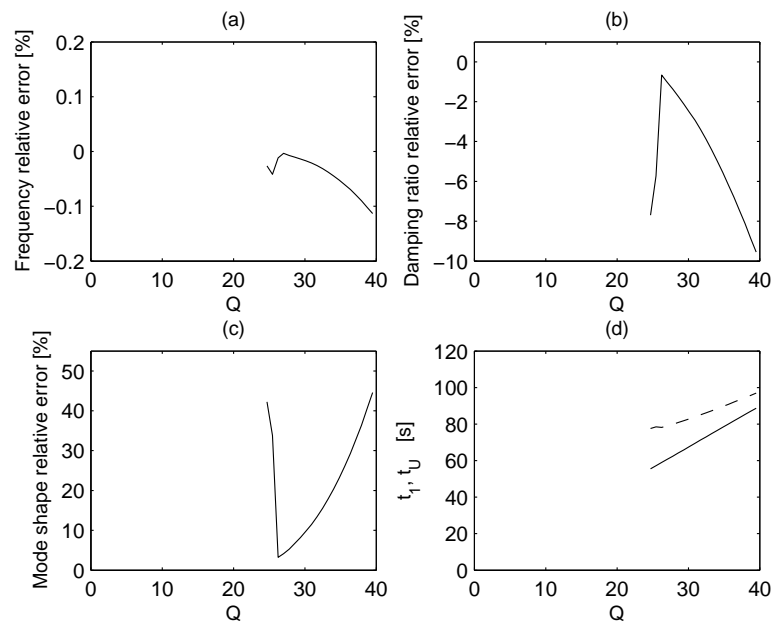 (a)
Frequency relative error [%]
0.2
0.1
0
−0.1
−0.2
0 10 20 30 40
Q
(b)
Damping ratio relative error [%]
0
−2
−4
−6
−8
−10
0 10 20 30 40
Q
(c)
Mode shape relative error [%]
50
40
30
20
10
0
0 10 20 30 40
Q
(d)
t_1, t_U [s]
120
100
80
60
40
20
0
0 10 20 30 40
Q